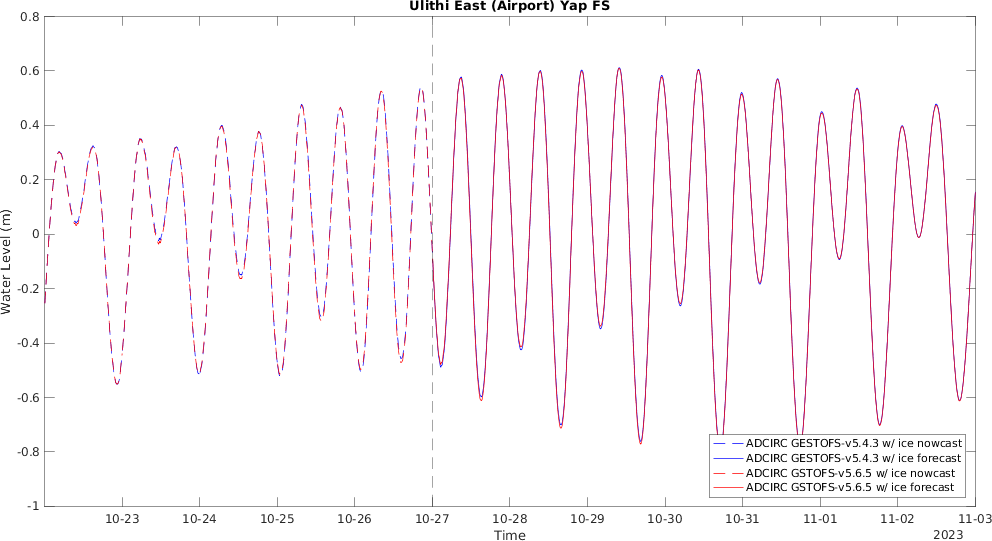 Ulithi East (Airport) Yap FS
0.8
0.6
0.4
0.2
0
-0.2
-0.4
-0.6
-0.8
-1
Water Level (m)
ADCIRC GESTOFS-v5.4.3 w/ ice nowcast
ADCIRC GESTOFS-v5.4.3 w/ ice forecast
ADCIRC GSTOFS-v5.6.5 w/ ice nowcast
ADCIRC GSTOFS-v5.6.5 w/ ice forecast
10-23 10-24 10-25 10-26 10-27 10-28 10-29 10-30 10-31 11-01 11-02 11-03
Time
2023